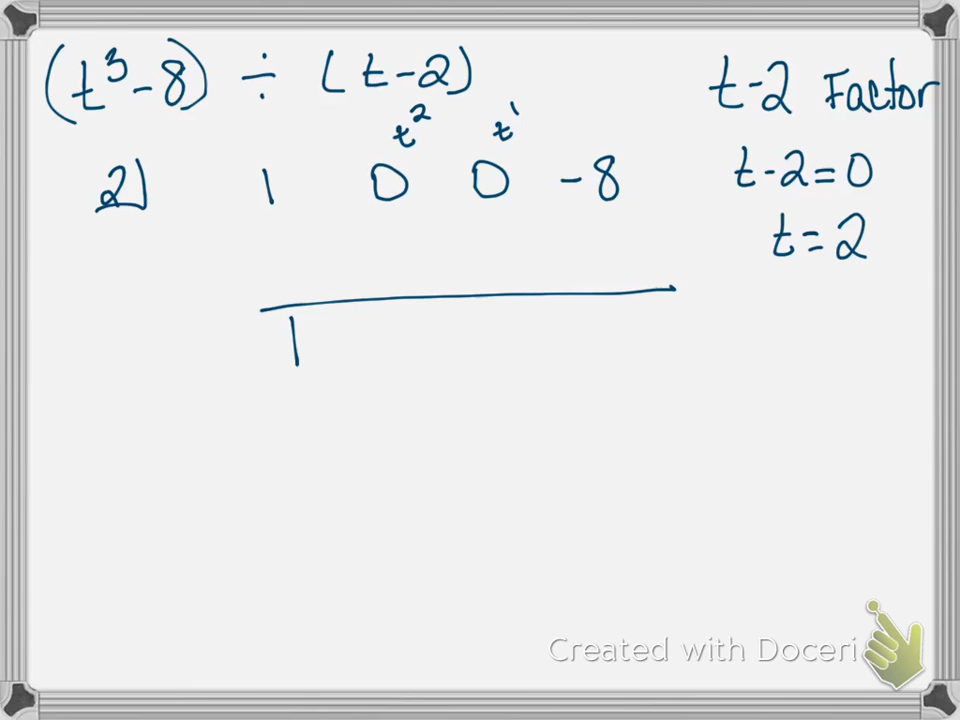 (t³-8) ÷ (t-2)
t-2 Factor
t² t¹
2) 1 0 0 -8
t-2=0
t=2
1
Created with Doceri